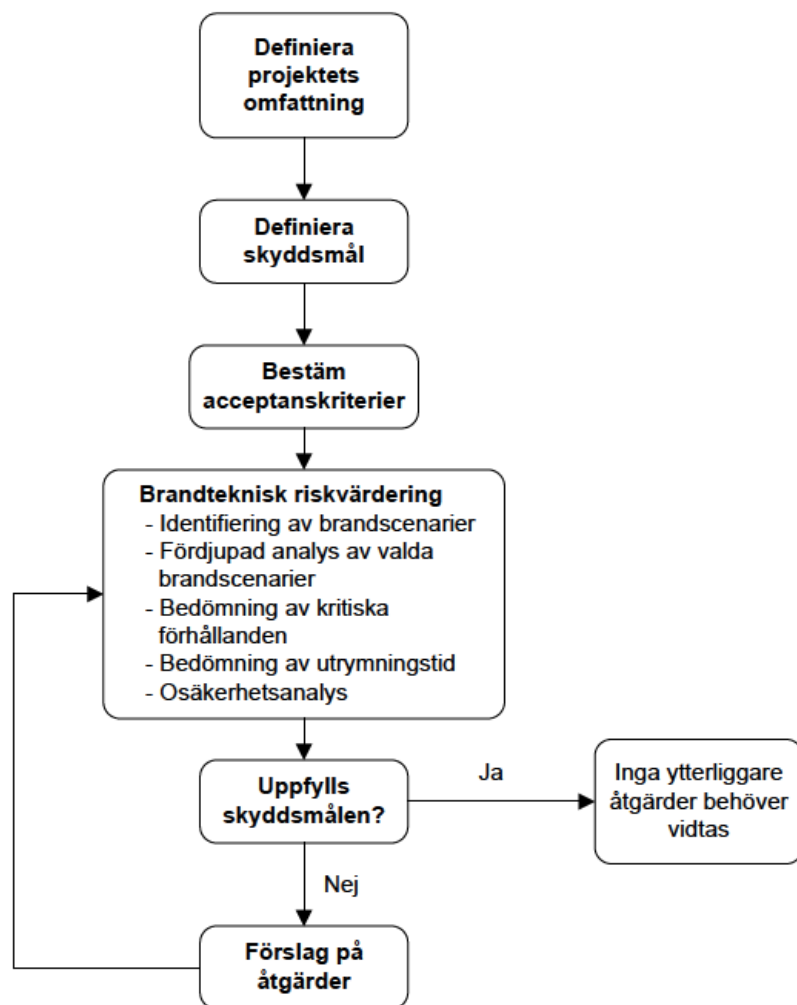 Definiera
projektets
omfattning
Definiera
skyddsmål
Bestäm
acceptanskriterier
Brandteknisk riskvärdering
- Identifiering av brandscenarier
- Fördjupad analys av valda
brandscenarier
- Bedömning av kritiska
förhållanden
- Bedömning av utrymningstid
- Osäkerhetsanalys
Uppfylls
skyddsmålen?
Ja
Inga ytterliggare
åtgärder behöver
vidtas
Nej
Förslag på
åtgärder